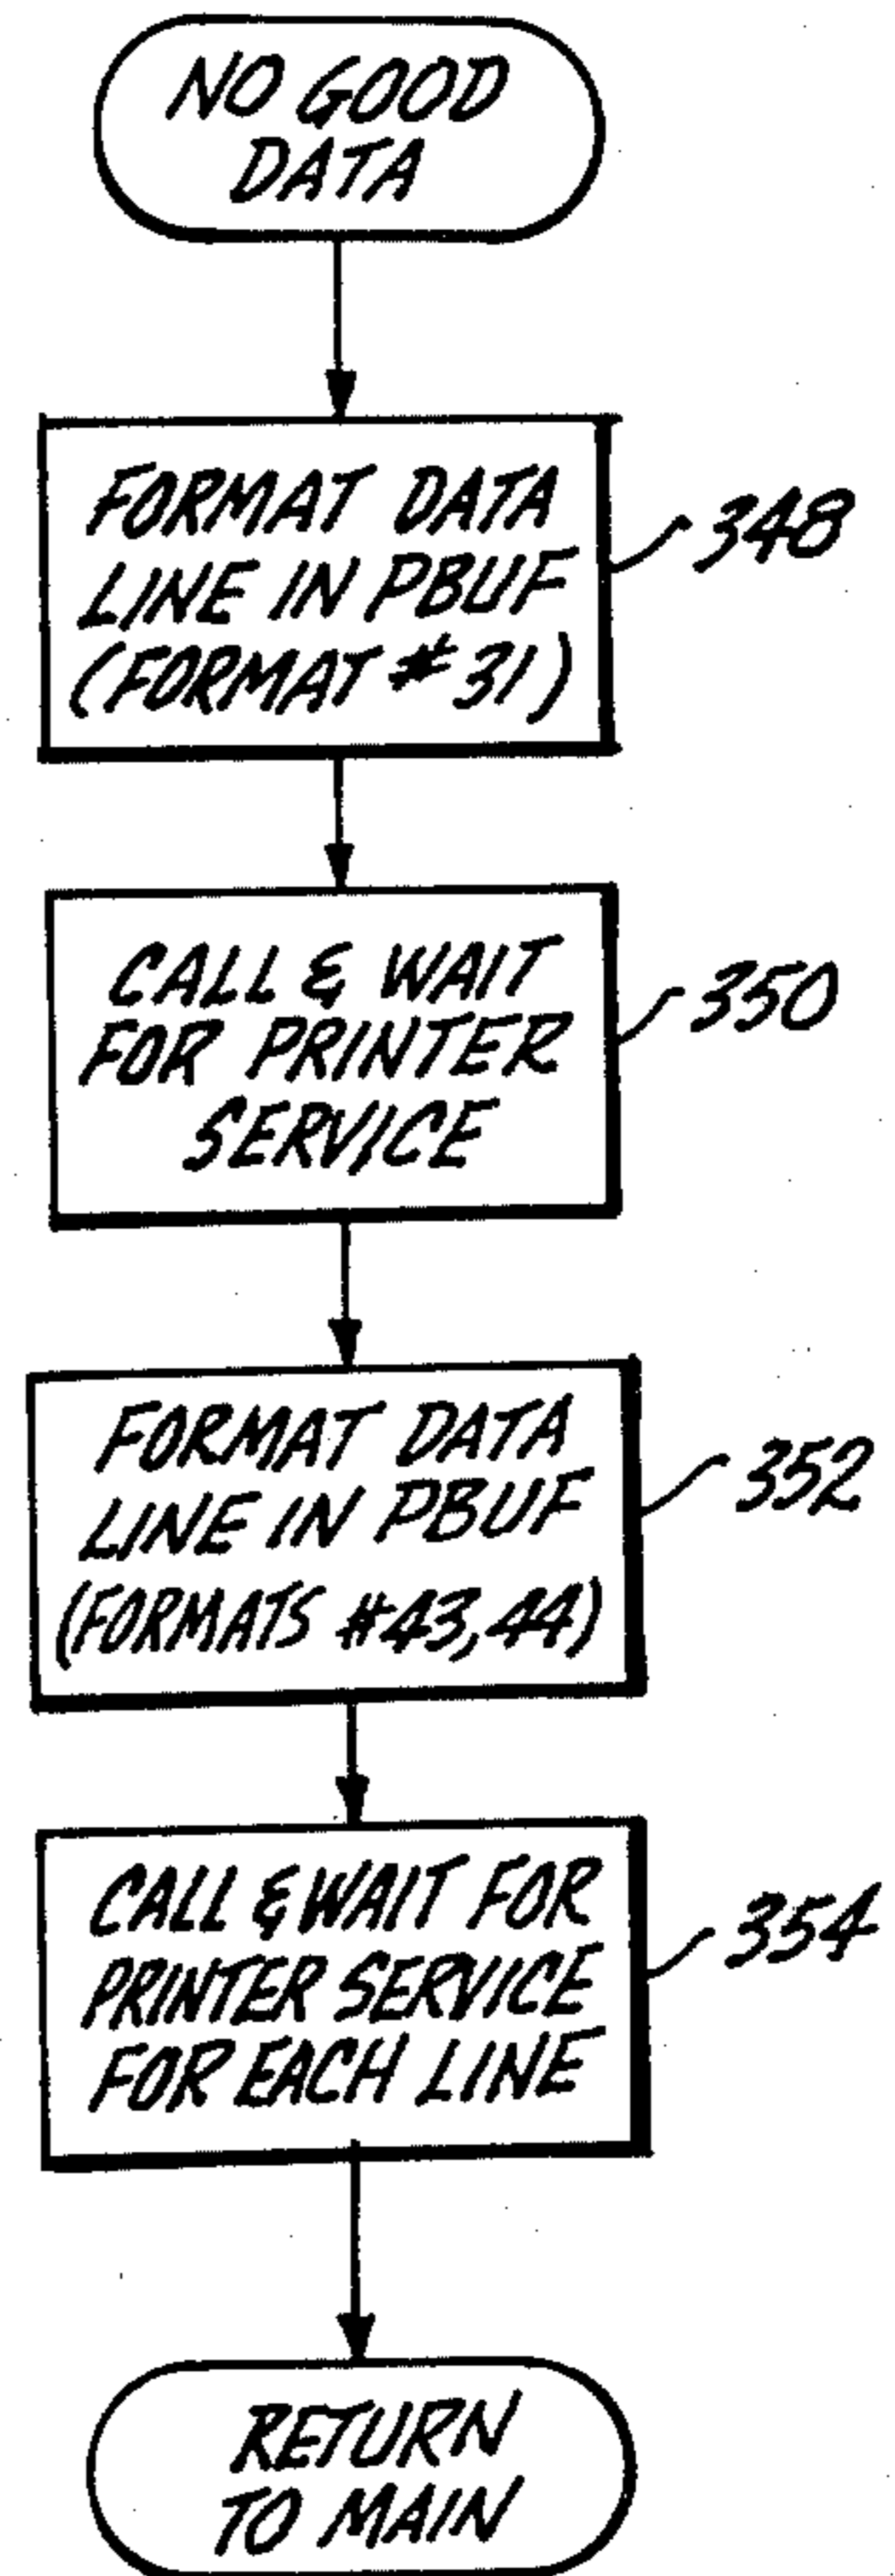 NO GOOD
DATA
FORMAT DATA
LINE IN PBUF
(FORMAT #31)
348
CALL & WAIT
FOR PRINTER
SERVICE
350
FORMAT DATA
LINE IN PBUF
(FORMATS #43,44)
352
CALL & WAIT FOR
PRINTER SERVICE
FOR EACH LINE
354
RETURN
TO MAIN